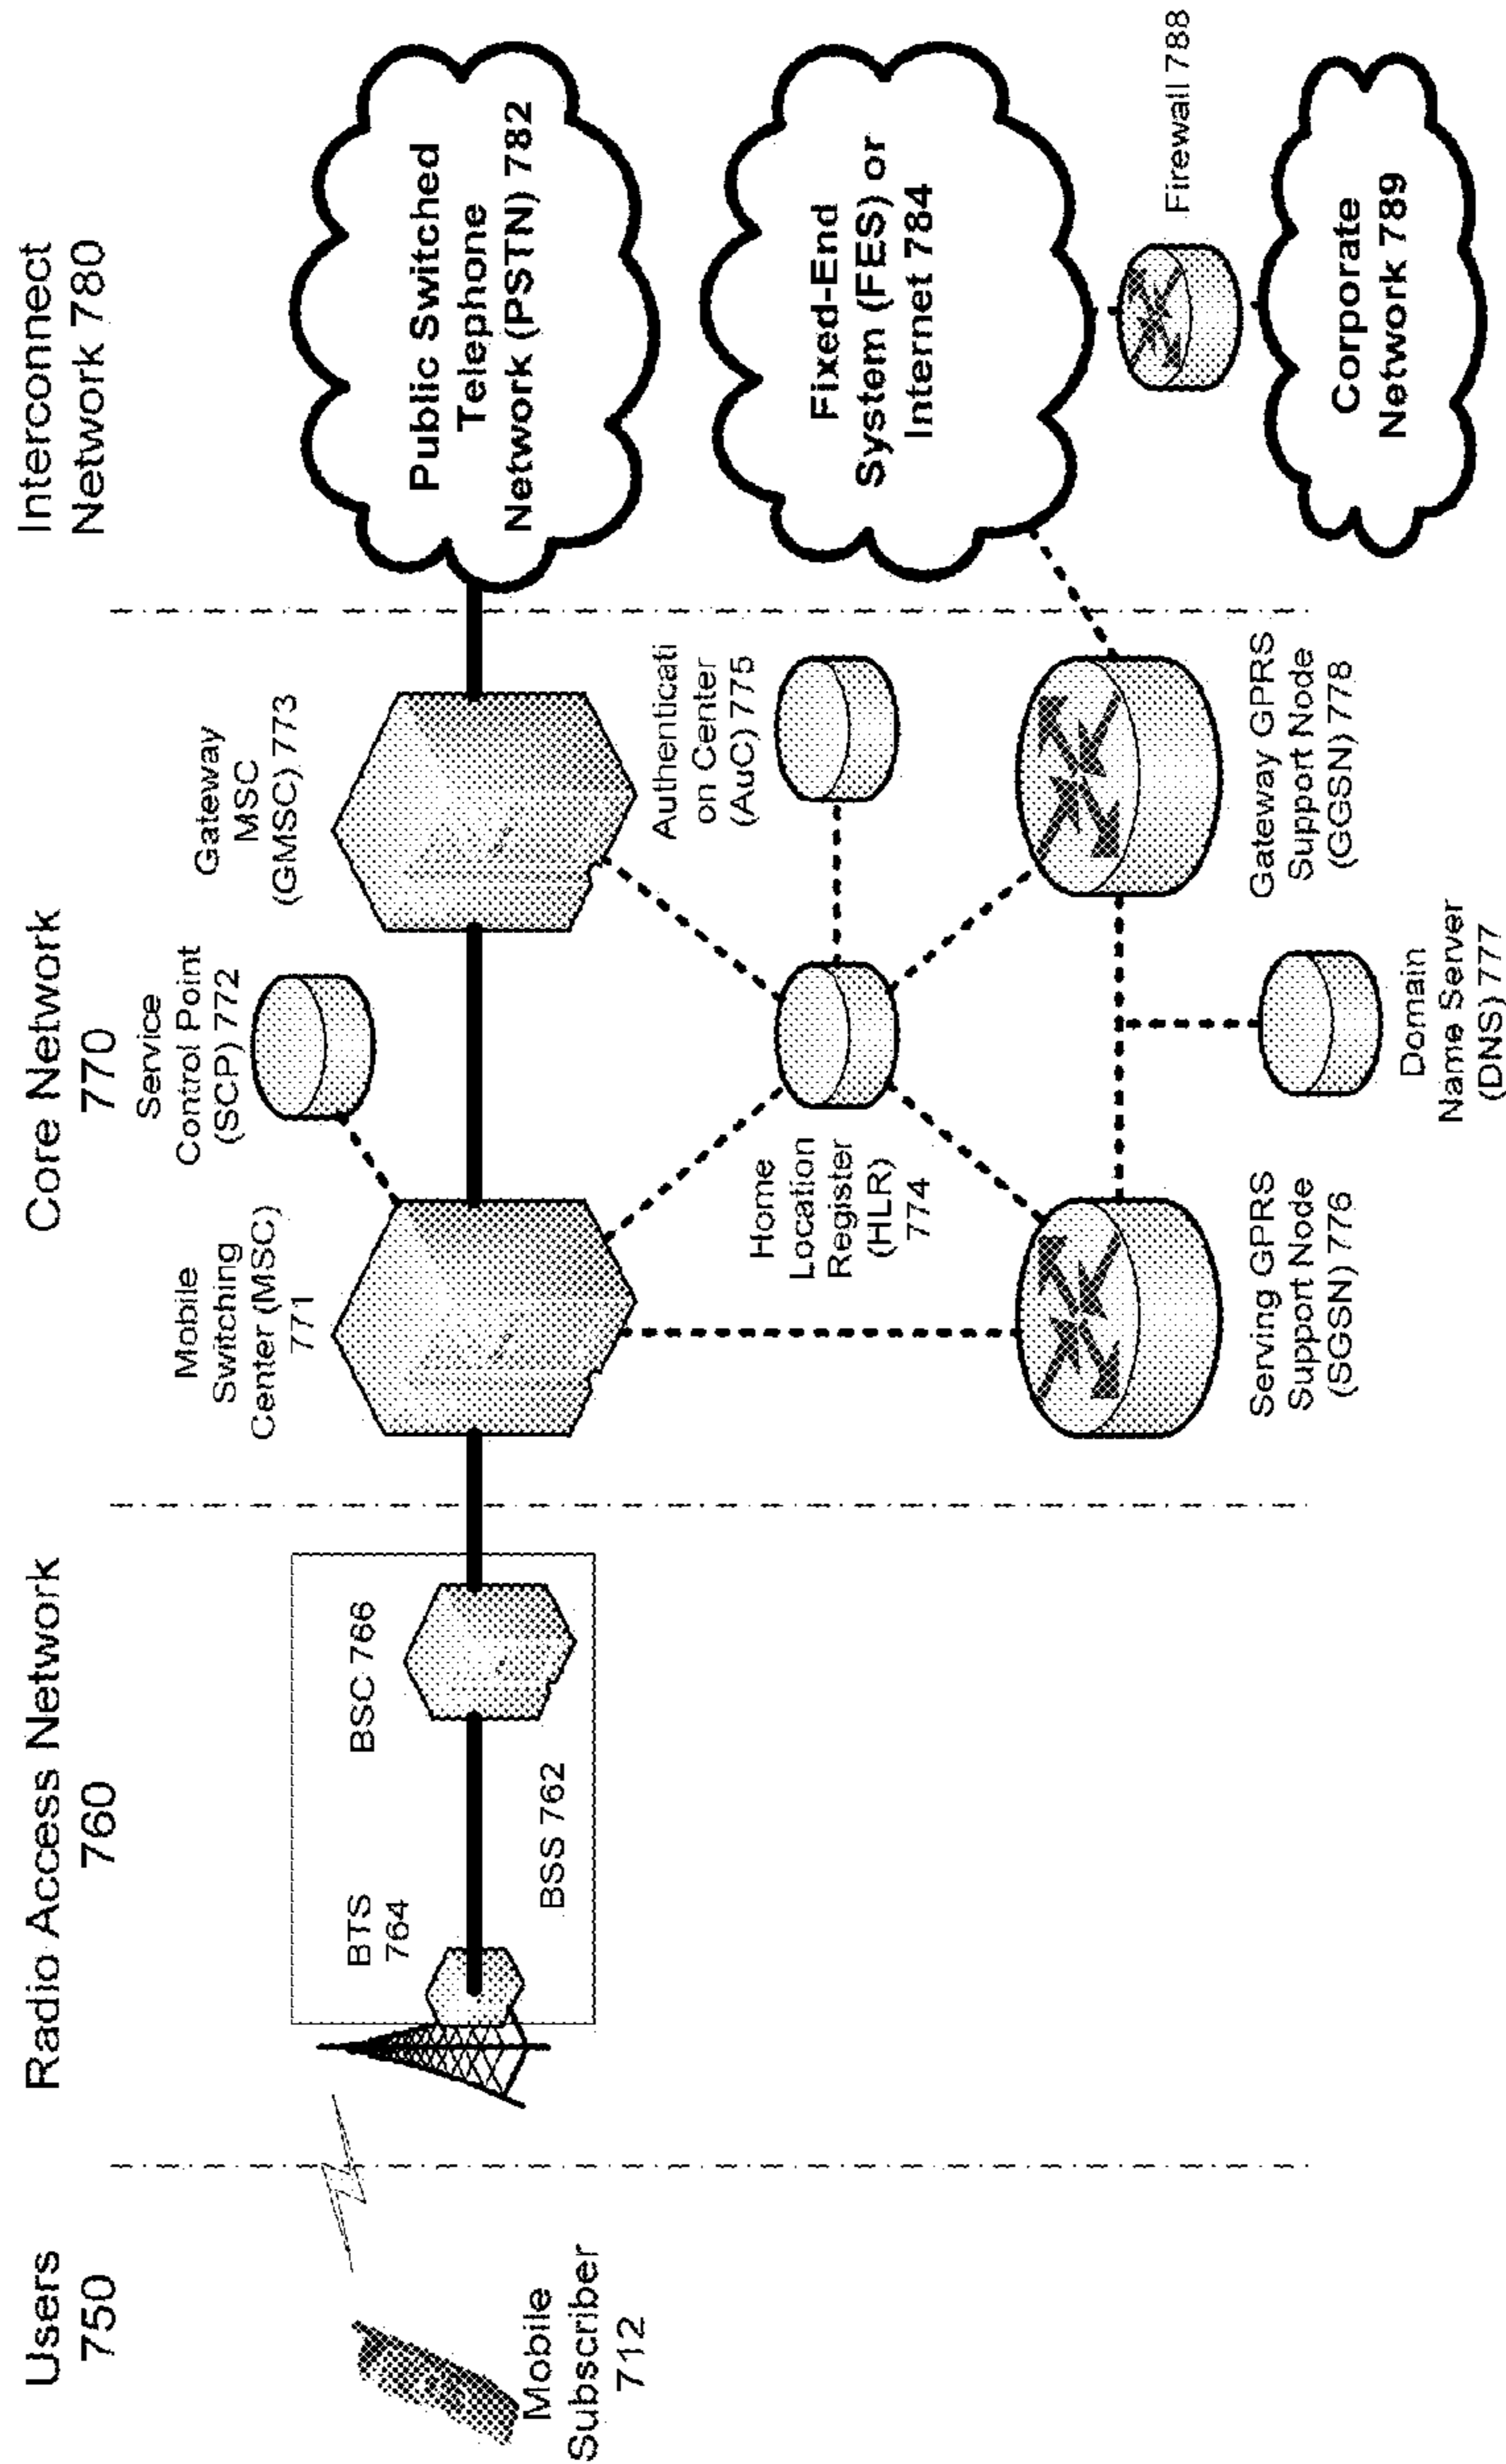 Users
750
Radio Access Network
760
Core Network
770
Interconnect
Network 780
Mobile
Subscriber
712
BTS
764
BSC 766
BSS 762
Mobile
Switching
Center (MSC)
771
Service
Control Point
(SCP) 772
Gateway
MSC
(GMSC) 773
Home
Location
Register
(HLR)
774
Authenticati
on Center
(AuC) 775
Serving GPRS
Support Node
(SGSN) 776
Domain
Name Server
(DNS) 777
Gateway GPRS
Support Node
(GGSN) 778
Public Switched
Telephone
Network (PSTN) 782
Fixed-End
System (FES) or
Internet 784
Firewall 788
Corporate
Network 789